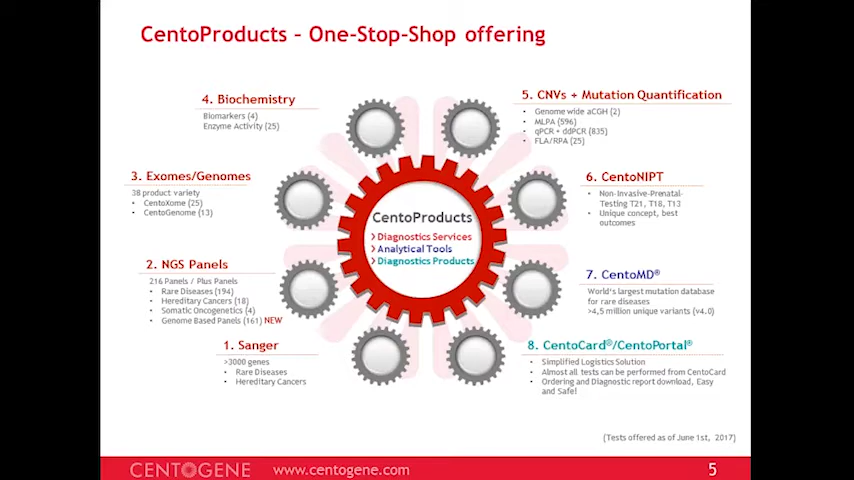 CentoProducts – One-Stop-Shop offering
4. Biochemistry
Biomarkers (4)
Enzyme Activity (25)
5. CNVs + Mutation Quantification
• Genome wide aCGH (2)
• MLPA (596)
• qPCR + ddPCR (835)
• FLA/RPA (25)
3. Exomes/Genomes
38 product variety
• CentoXome (25)
• CentoGenome (13)
6. CentoNIPT
• Non-Invasive-Prenatal-
Testing T21, T18, T13
• Unique concept, best
outcomes
CentoProducts
Diagnostics Services
Analytical Tools
Diagnostics Products
2. NGS Panels
216 Panels / Plus Panels
• Rare Diseases (194)
• Hereditary Cancers (18)
• Somatic Oncogenetics (4)
• Genome Based Panels (161) NEW
7. CentoMD®
World's largest mutation database
for rare diseases
>4,5 million unique variants (v4.0)
1. Sanger
>3000 genes
• Rare Diseases
• Hereditary Cancers
8. CentoCard®/CentoPortal®
• Simplified Logistics Solution
• Almost all tests can be performed from CentoCard
• Ordering and Diagnostic report download, Easy
and Safe!
(Tests offered as of June 1st, 2017)
CENTOGENE
www.centogene.com
5